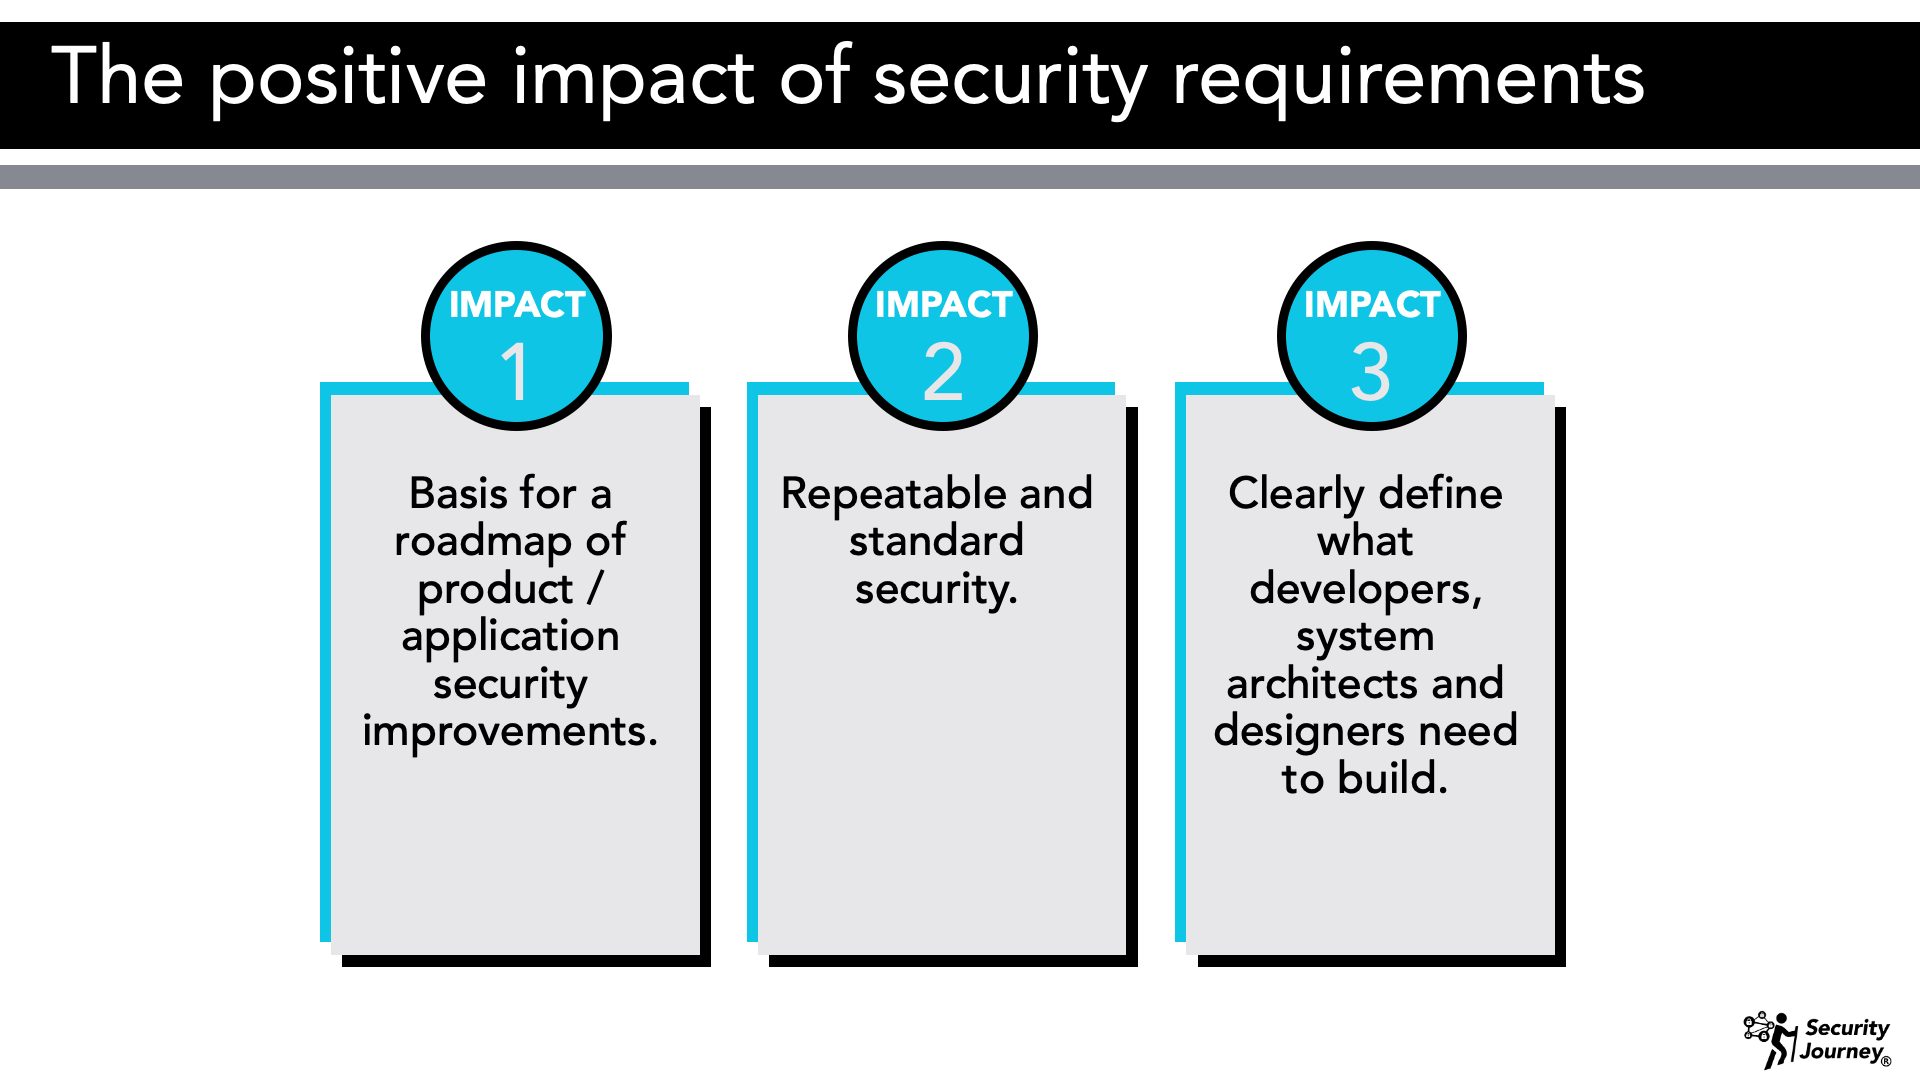 The positive impact of security requirements
IMPACT
1
Basis for a
roadmap of
product /
application
security
improvements.
IMPACT
2
Repeatable and
standard
security.
IMPACT
3
Clearly define
what
developers,
system
architects and
designers need
to build.
Security
Journey®